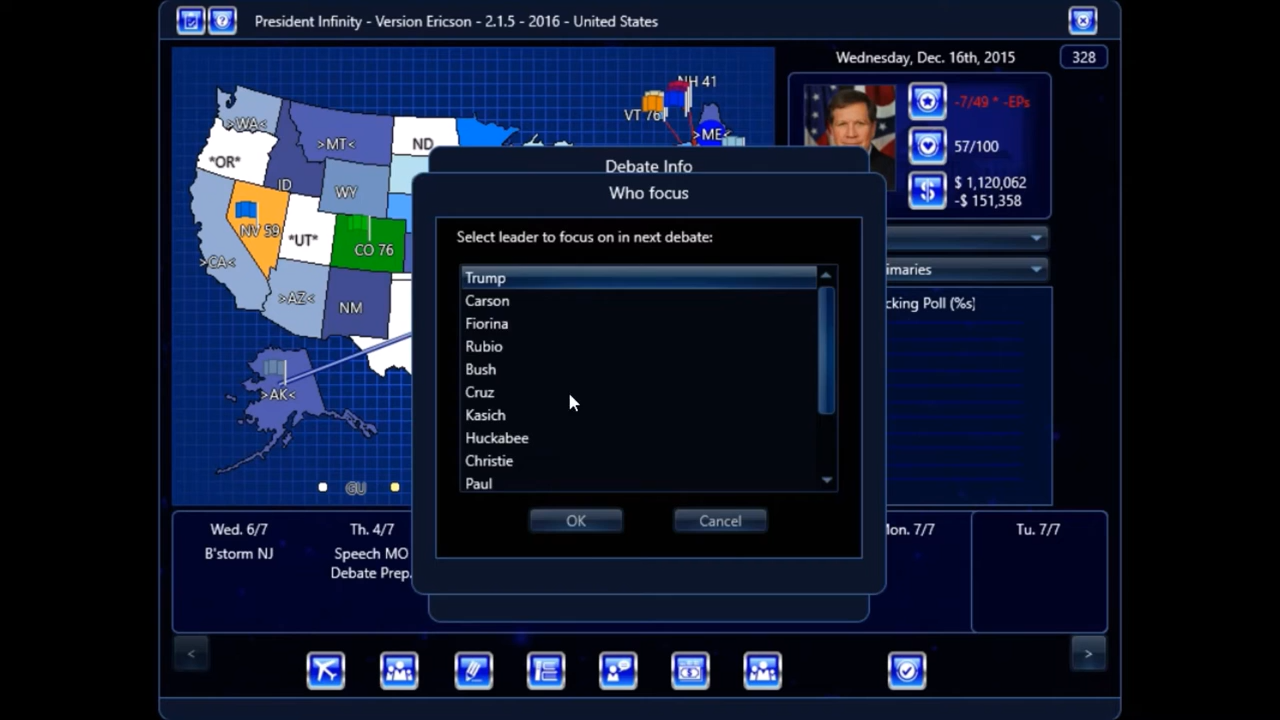 President Infinity - Version Ericson - 2.1.5 - 2016 - United States
Wednesday, Dec. 16th, 2015
328
NH 41
VT 76
>WA<
>MT<
ND
>ME<
*OR*
ID
WY
NV 59
*UT*
CO 76
>CA<
>AZ<
NM
>AK<
GU
-7/49 * -EPs
57/100
$ 1,120,062
-$ 151,358
imaries
cking Poll (%s)
Debate Info
Who focus
Select leader to focus on in next debate:
Trump
Carson
Fiorina
Rubio
Bush
Cruz
Kasich
Huckabee
Christie
Paul
OK
Cancel
Wed. 6/7
B'storm NJ
Th. 4/7
Speech MO
Debate Prep.
Mon. 7/7
Tu. 7/7
<
>